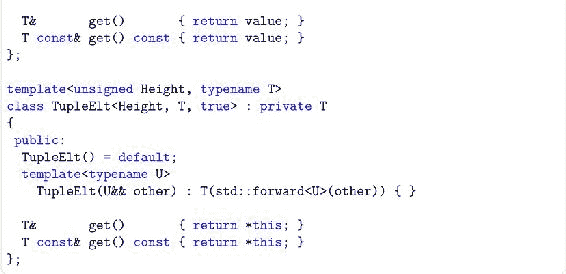 T&       get()       { return value; }
T const& get() const { return value; }
};
template<unsigned Height, typename T>
class TupleElt<Height, T, true> : private T
{
public:
TupleElt() = default;
template<typename U>
TupleElt(U&& other) : T(std::forward<U>(other)) { }
T&       get()       { return *this; }
T const& get() const { return *this; }
};